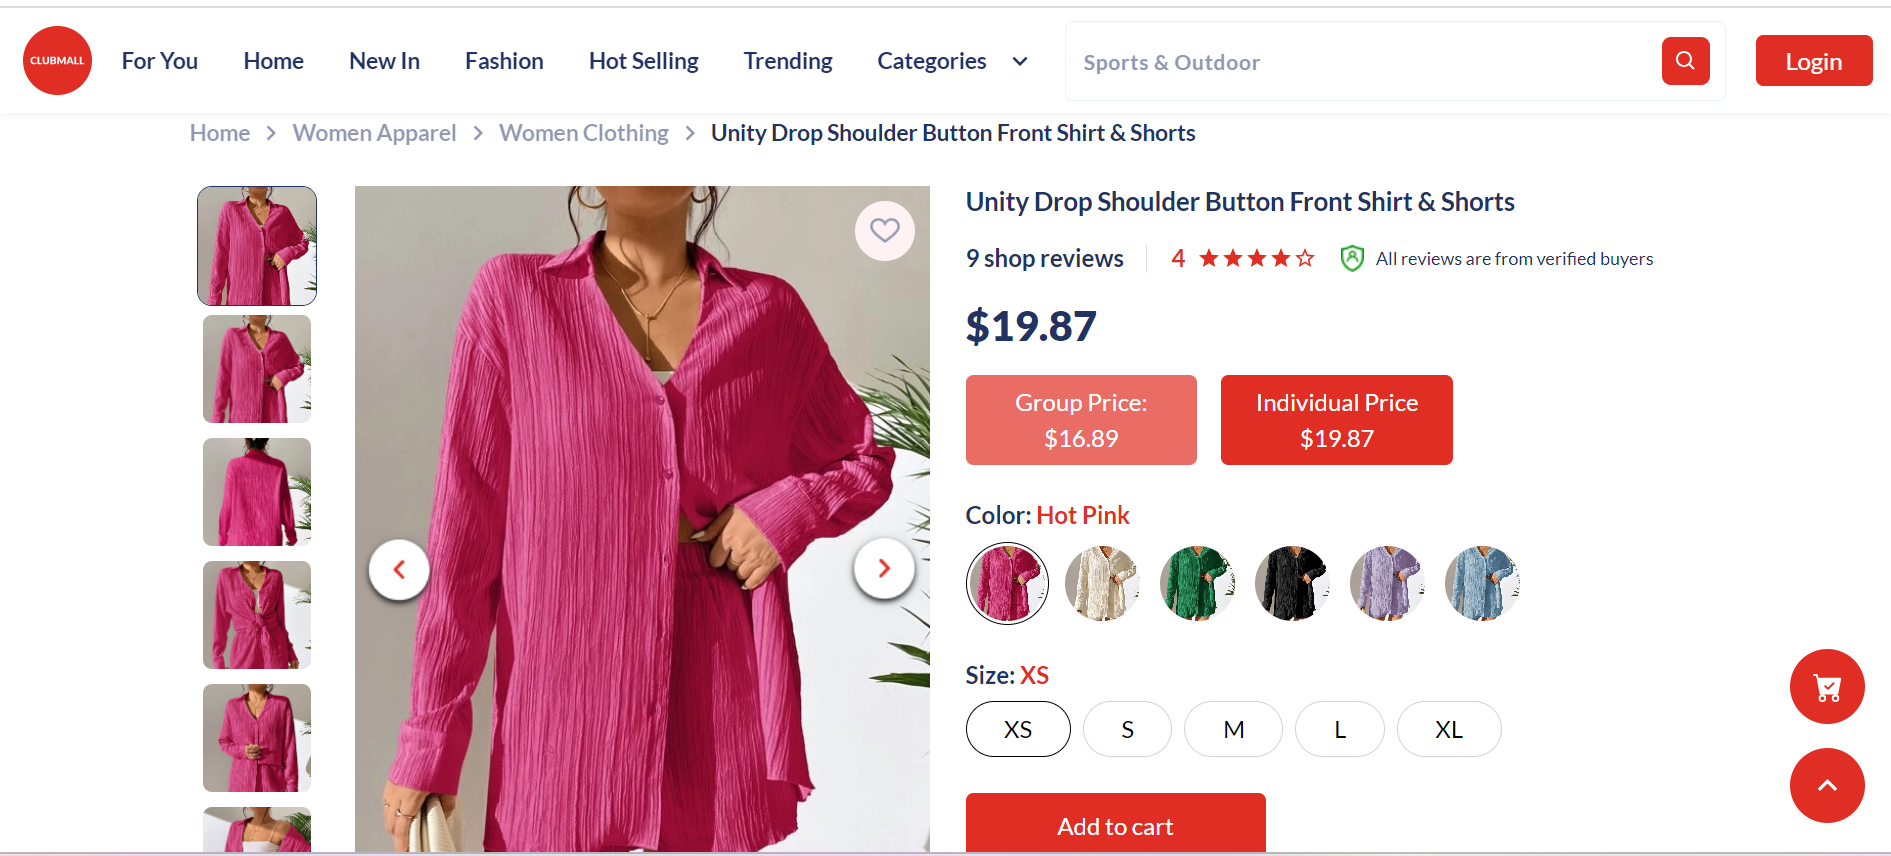 CLUBMALL
For You
Home
New In
Fashion
Hot Selling
Trending
Categories
Sports & Outdoor
Login
Home > Women Apparel > Women Clothing > Unity Drop Shoulder Button Front Shirt & Shorts
Unity Drop Shoulder Button Front Shirt & Shorts
9 shop reviews
4
All reviews are from verified buyers
$19.87
Group Price:
$16.89
Individual Price
$19.87
Color: Hot Pink
Size: XS
XS
S
M
L
XL
Add to cart